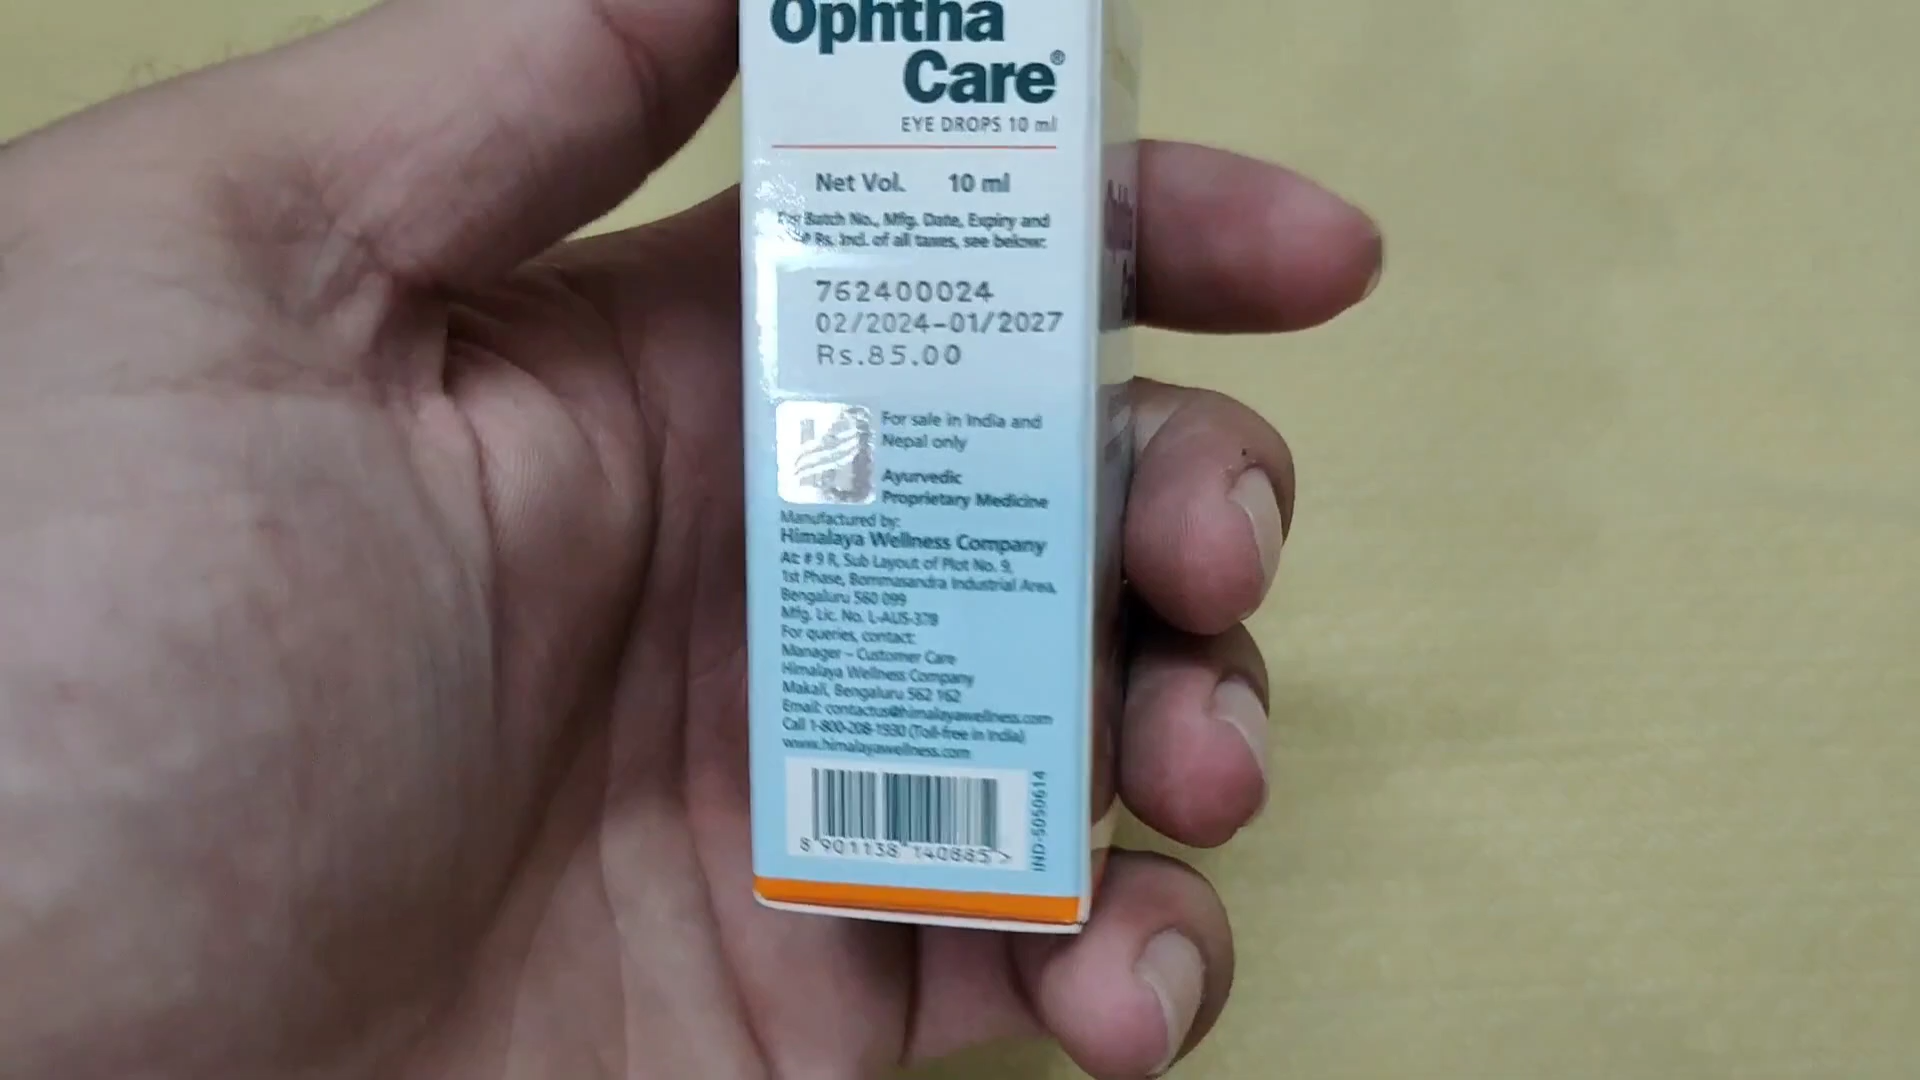 Ophtha
Care®
EYE DROPS 10 ml
Net Vol. 10 ml
For Batch No., Mfg. Date, Expiry and
Rs. Incl. of all taxes, see below:
762400024
02/2024-01/2027
Rs.85.00
For sale in India and
Nepal only
Ayurvedic
Proprietary Medicine
Manufactured by:
Himalaya Wellness Company
At: # 9 R, Sub Layout of Plot No. 9,
1st Phase, Bommasandra Industrial Area,
Bengaluru 560 099
Mfg. Lic. No. L-AUS-378
For queries, contact:
Manager – Customer Care
Himalaya Wellness Company
Makali, Bengaluru 562 162
Email: contactus@himalayawellness.com
Call 1-800-208-1930 (Toll-free in India)
www.himalayawellness.com
8 901138 140885 >
IND-5050614